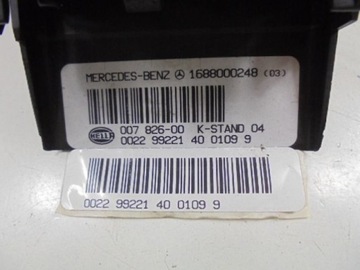 MERCEDES-BENZ 1688000248 (03)
HELLA
007 826-00 K-STAND 04
0022 99221 40 0109 9
0022 99221 40 0109 9